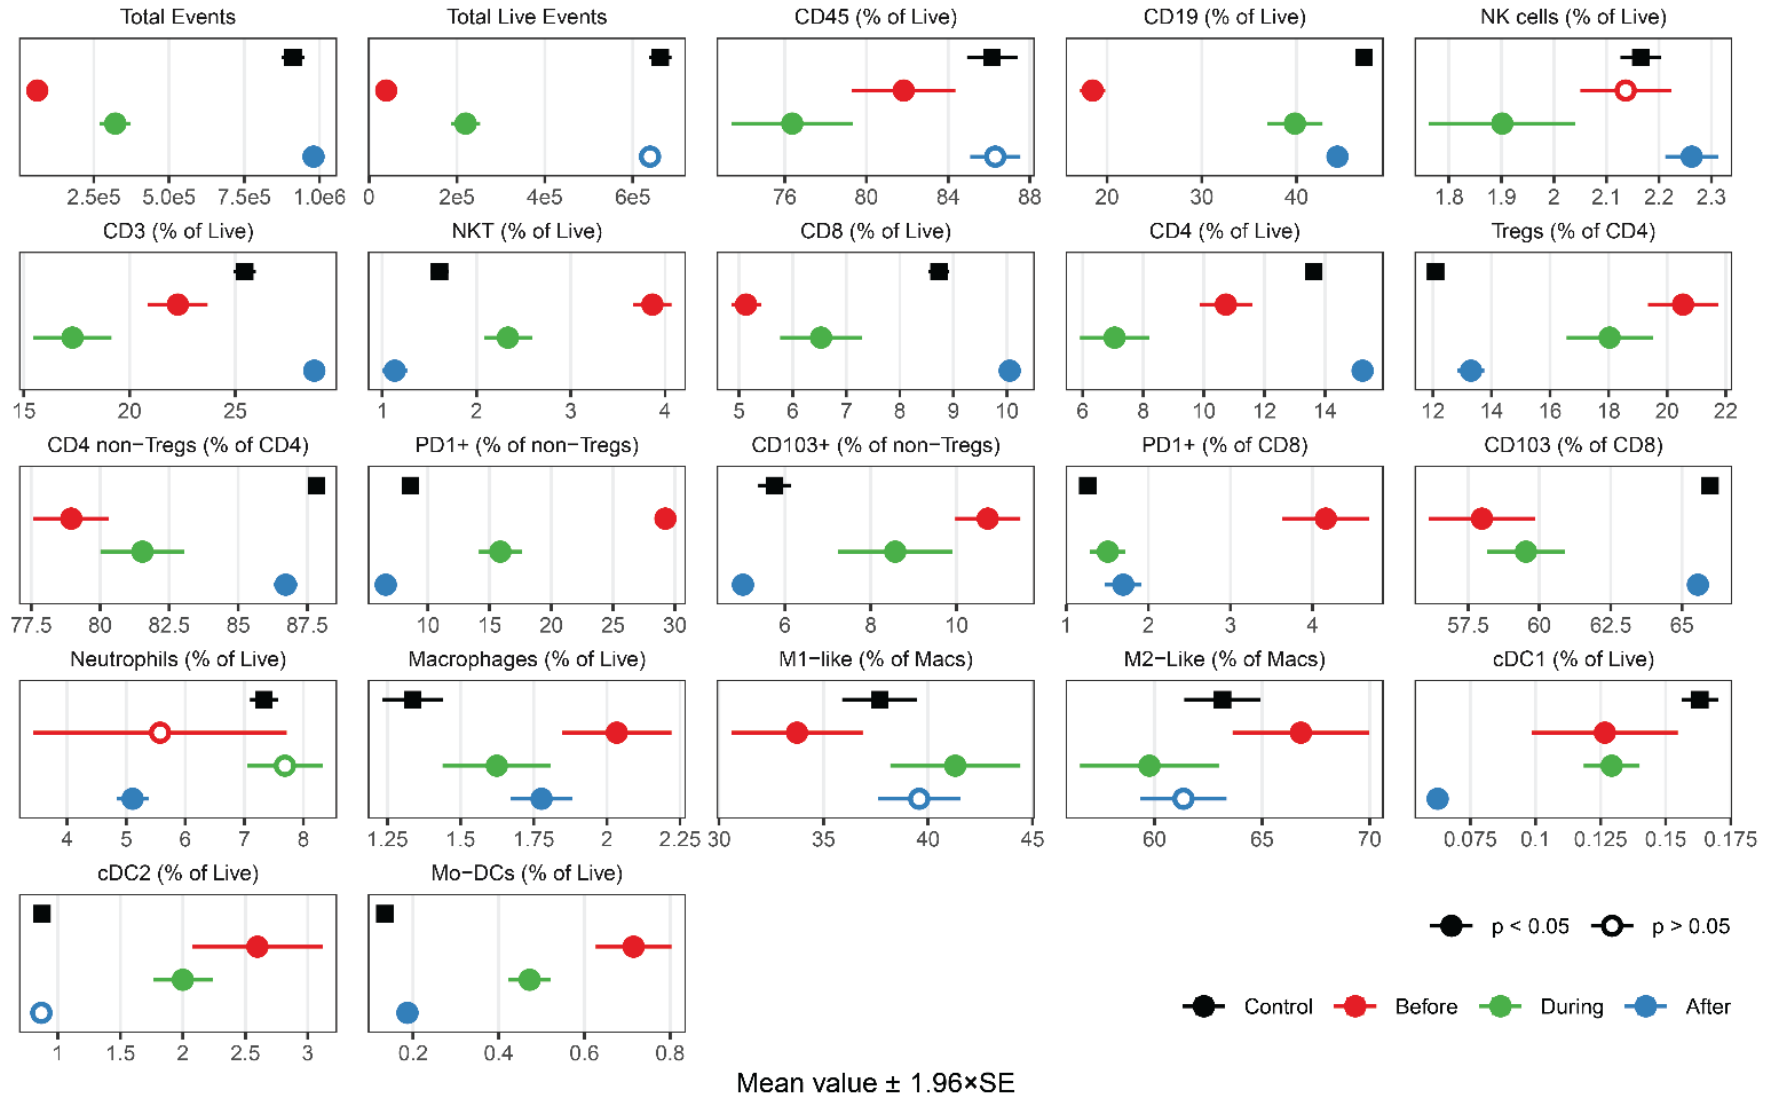 Total Events
Total Live Events
CD45 (% of Live)
CD19 (% of Live)
NK cells (% of Live)
2.5e5 5.0e5 7.5e5 1.0e6
0 2e5 4e5 6e5
76 80 84 88
20 30 40
1.8 1.9 2 2.1 2.2 2.3
CD3 (% of Live)
NKT (% of Live)
CD8 (% of Live)
CD4 (% of Live)
Tregs (% of CD4)
15 20 25
1 2 3 4
5 6 7 8 9 10
6 8 10 12 14
12 14 16 18 20 22
CD4 non−Tregs (% of CD4)
PD1+ (% of non−Tregs)
CD103+ (% of non−Tregs)
PD1+ (% of CD8)
CD103 (% of CD8)
77.5 80 82.5 85 87.5
10 15 20 25 30
6 8 10
1 2 3 4
57.5 60 62.5 65
Neutrophils (% of Live)
Macrophages (% of Live)
M1−like (% of Macs)
M2−Like (% of Macs)
cDC1 (% of Live)
4 5 6 7 8
1.25 1.5 1.75 2 2.25
30 35 40 45
60 65 70
0.075 0.1 0.125 0.15 0.175
cDC2 (% of Live)
Mo−DCs (% of Live)
1 1.5 2 2.5 3
0.2 0.4 0.6 0.8
p < 0.05 p > 0.05
Control Before During After
Mean value ± 1.96×SE